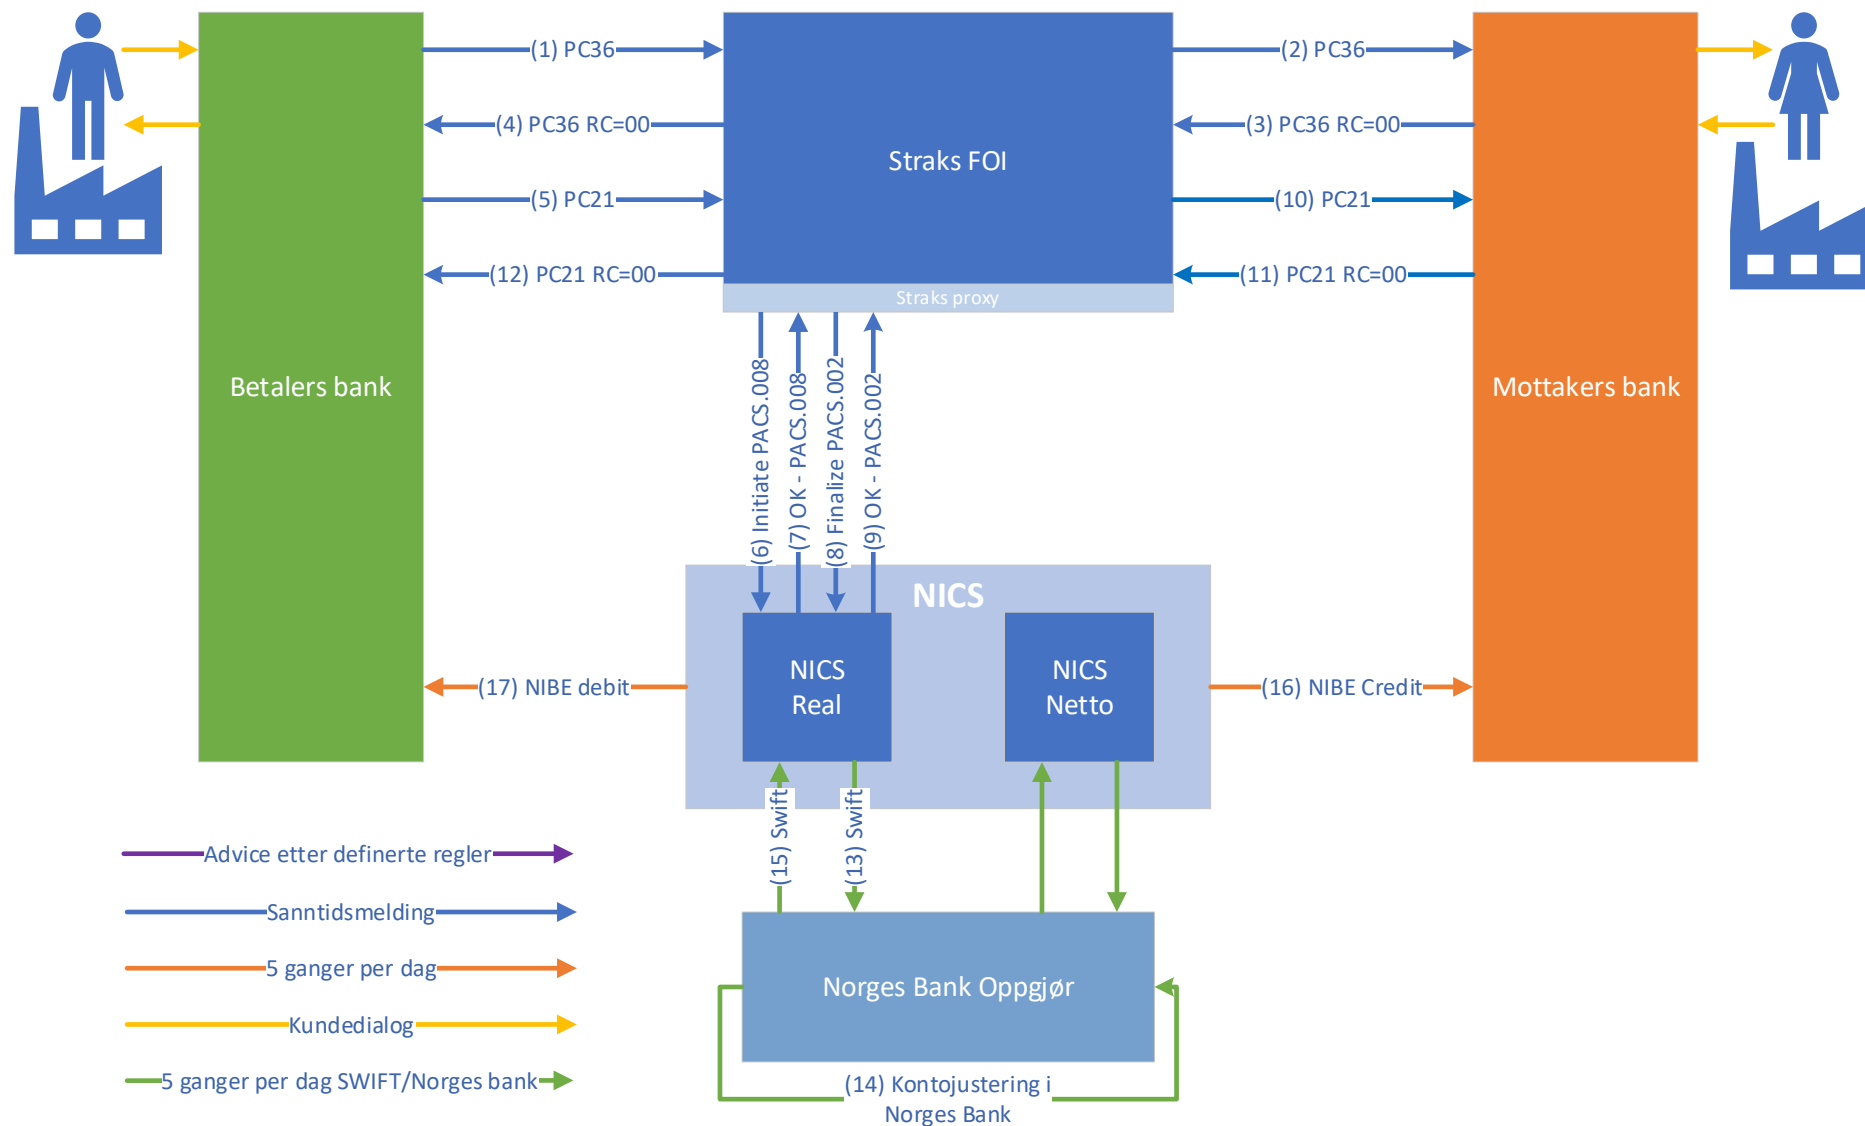 (1) PC36
(2) PC36
(4) PC36 RC=00
(3) PC36 RC=00
Straks FOI
(5) PC21
(10) PC21
(12) PC21 RC=00
(11) PC21 RC=00
Straks proxy
Betalers bank
Mottakers bank
(6) Initiate PACS.008
(7) OK - PACS.008
(8) Finalize PACS.002
(9) OK - PACS.002
NICS
NICS
Real
NICS
Netto
(17) NIBE debit
(16) NIBE Credit
(15) Swift
(13) Swift
Advice etter definerte regler
Sanntidsmelding
5 ganger per dag
Kundedialog
5 ganger per dag SWIFT/Norges bank
Norges Bank Oppgjør
(14) Kontojustering i
Norges Bank